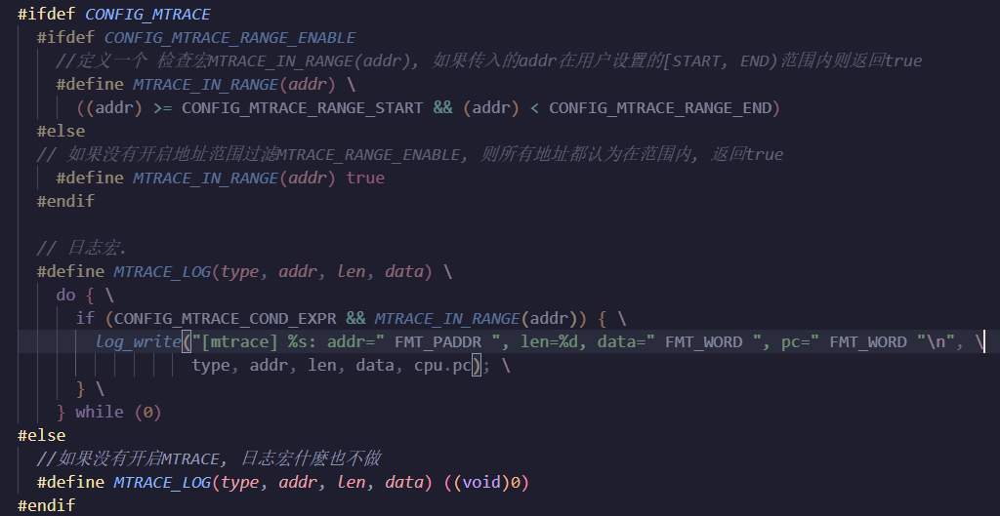 #ifdef CONFIG_MTRACE
#ifdef CONFIG_MTRACE_RANGE_ENABLE
//定义一个 检查宏MTRACE_IN_RANGE(addr), 如果传入的addr在用户设置的[START, END)范围内则返回true
#define MTRACE_IN_RANGE(addr) \
((addr) >= CONFIG_MTRACE_RANGE_START && (addr) < CONFIG_MTRACE_RANGE_END)
#else
// 如果没有开启地址范围过滤MTRACE_RANGE_ENABLE, 则所有地址都认为在范围内, 返回true
#define MTRACE_IN_RANGE(addr) true
#endif
// 日志宏.
#define MTRACE_LOG(type, addr, len, data) \
do { \
if (CONFIG_MTRACE_COND_EXPR && MTRACE_IN_RANGE(addr)) { \
log_write("[mtrace] %s: addr=" FMT_PADDR ", len=%d, data=" FMT_WORD ", pc=" FMT_WORD "\n", \
type, addr, len, data, cpu.pc); \
} \
} while (0)
#else
//如果没有开启MTRACE, 日志宏什麽也不做
#define MTRACE_LOG(type, addr, len, data) ((void)0)
#endif